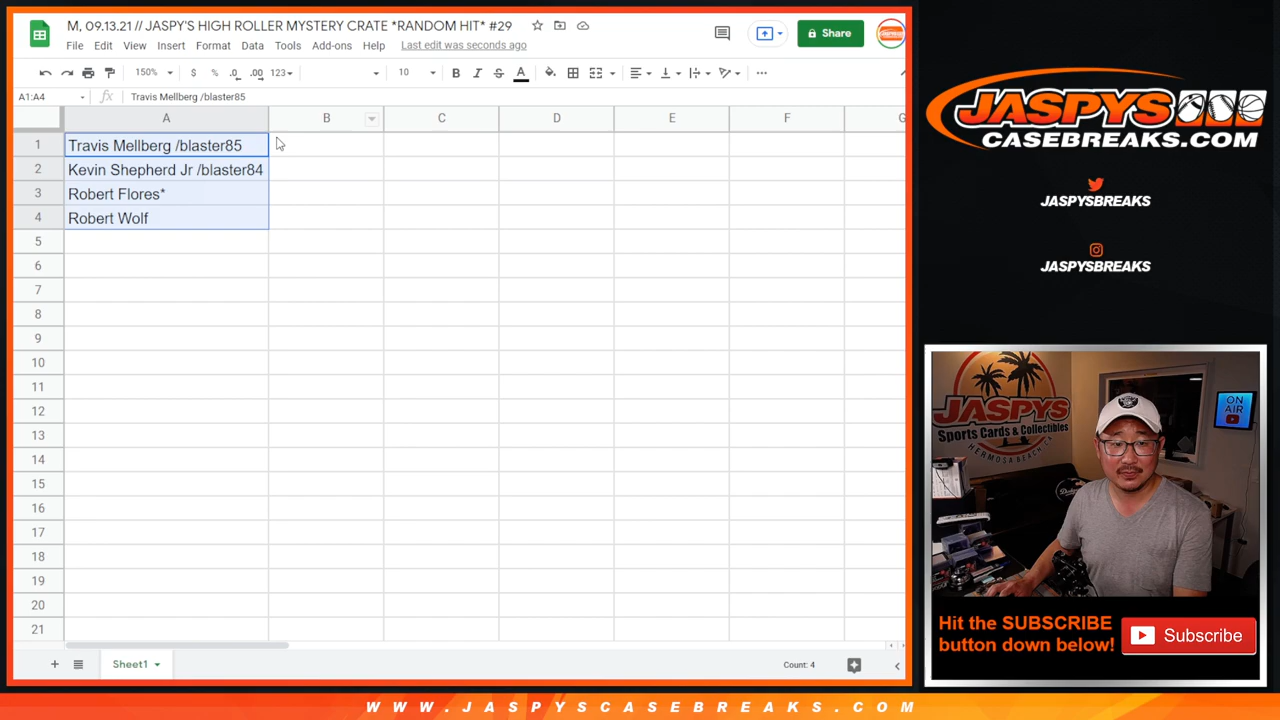 M, 09.13.21 // JASPY'S HIGH ROLLER MYSTERY CRATE *RANDOM HIT* #29
File Edit View Insert Format Data Tools Add-ons Help Last edit was seconds ago
Share
150% $ % .0 .00 123 10 B I S A
A1:A4 fx Travis Mellberg /blaster85
A B C D E F G
1 Travis Mellberg /blaster85
2 Kevin Shepherd Jr /blaster84
3 Robert Flores*
4 Robert Wolf
5
6
7
8
9
10
11
12
13
14
15
16
17
18
19
20
21
Sheet1
Count: 4
JASPYS
CASEBREAKS.COM
JASPYSBREAKS
JASPYSBREAKS
JASPYS
Sports Cards & Collectibles
HERMOSA BEACH, CA
ON
AIR
Hit the SUBSCRIBE
button down below!
Subscribe
WWW.JASPYSCASEBREAKS.COM